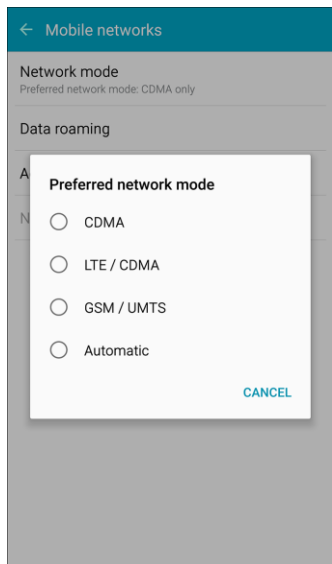 Mobile networks
Network mode
Preferred network mode: CDMA only
Data roaming
A
N
Preferred network mode
CDMA
LTE / CDMA
GSM / UMTS
Automatic
CANCEL